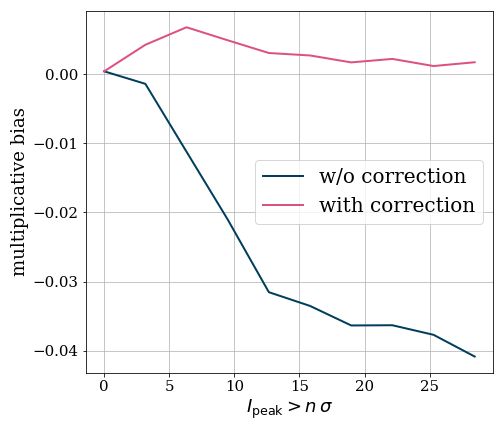 0.00
−0.01
−0.02
−0.03
−0.04
multiplicative bias
w/o correction
with correction
0 5 10 15 20 25
I_peak > n σ